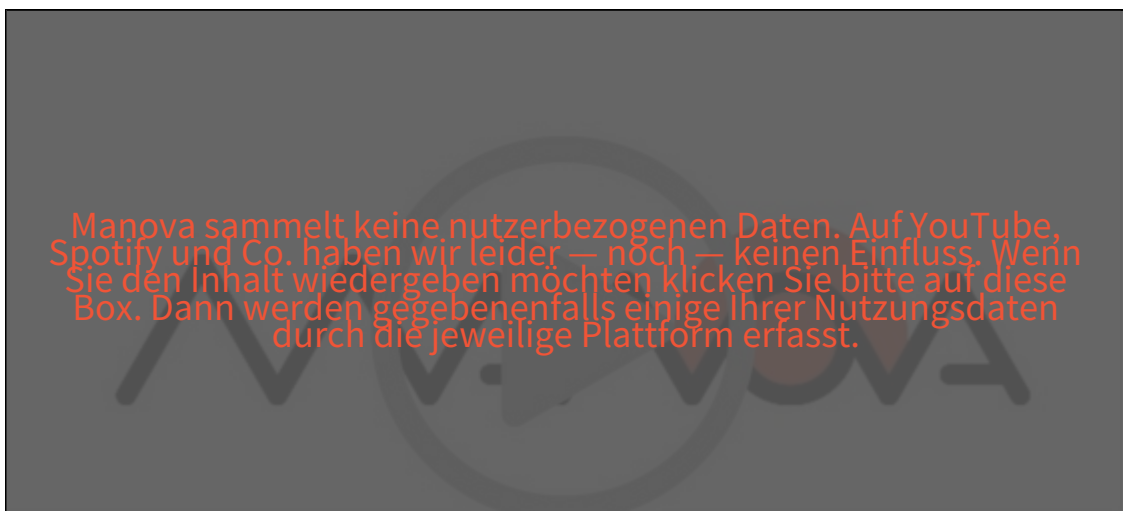 Manova sammelt keine nutzerbezogenen Daten. Auf YouTube,
Spotify und Co. haben wir leider — noch — keinen Einfluss. Wenn
Sie den Inhalt wiedergeben möchten klicken Sie bitte auf diese
Box. Dann werden gegebenenfalls einige Ihrer Nutzungsdaten
durch die jeweilige Plattform erfasst.
MANOVA